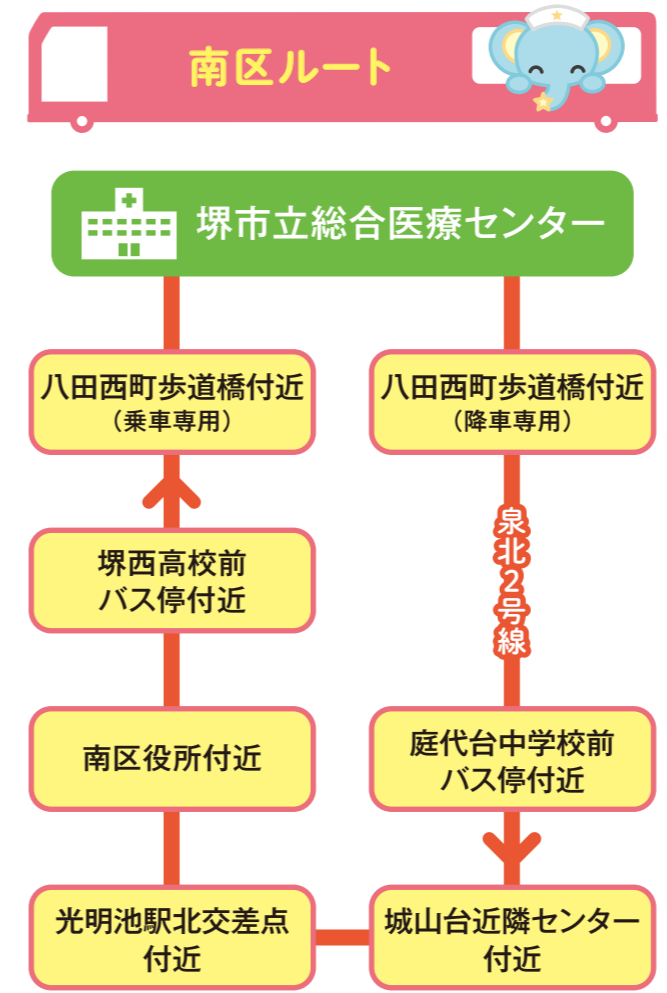 南区ルート
堺市立総合医療センター
八田西町歩道橋付近
（乗車専用）
八田西町歩道橋付近
（降車専用）
堺西高校前
バス停付近
泉北2号線
南区役所付近
庭代台中学校前
バス停付近
光明池駅北交差点
付近
城山台近隣センター
付近